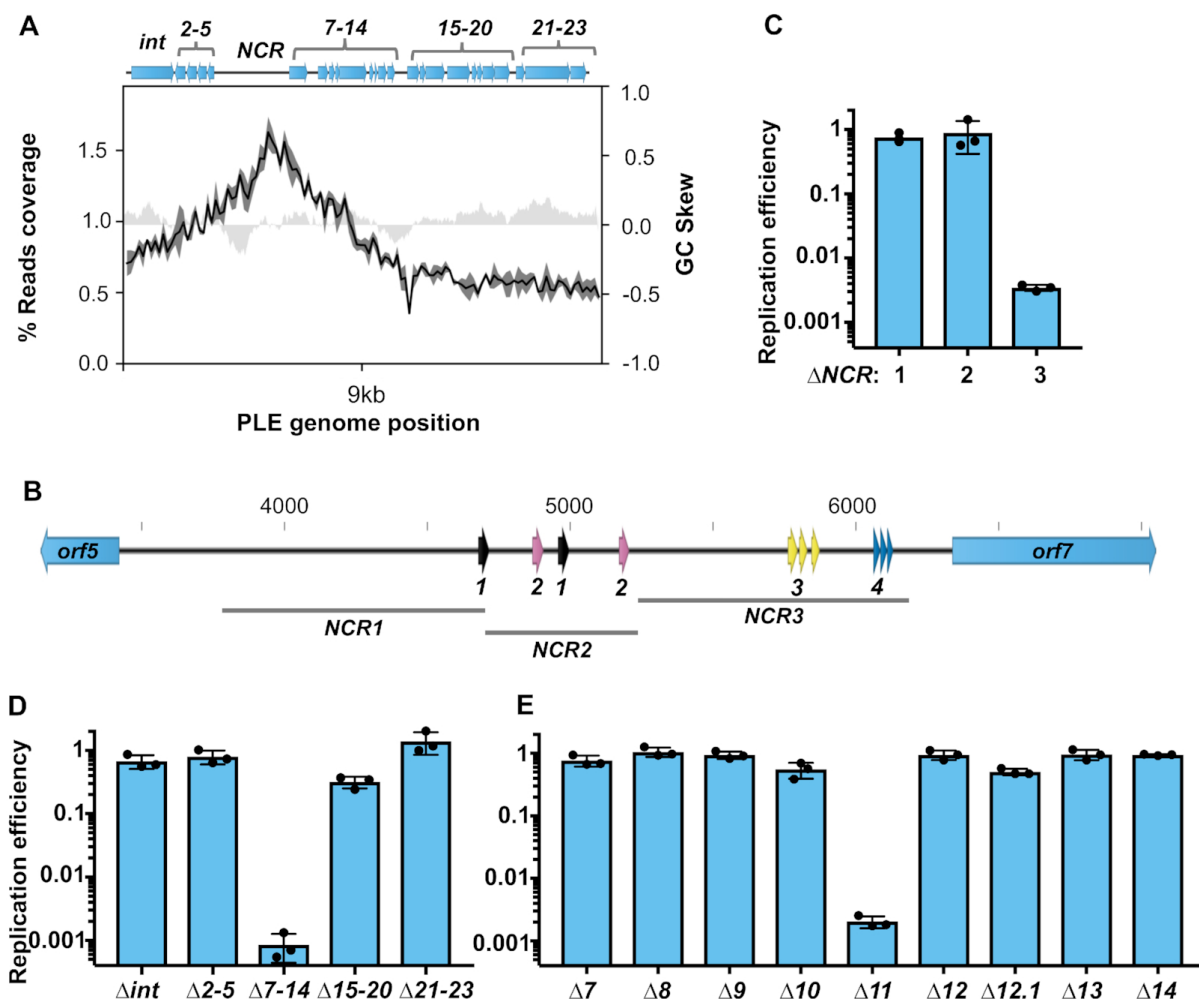 A
int 2-5 NCR 7-14 15-20 21-23
% Reads coverage
1.5
1.0
0.5
0.0
1.0
0.5
0.0
-0.5
-1.0
GC Skew
9kb
PLE genome position
C
Replication efficiency
1
0.1
0.01
0.001
ΔNCR: 1 2 3
B
4000 5000 6000
orf5 orf7
1 2 1 2 3 4
NCR1
NCR2
NCR3
D
Replication efficiency
1
0.1
0.01
0.001
Δint Δ2-5 Δ7-14 Δ15-20 Δ21-23
E
1
0.1
0.01
0.001
Δ7 Δ8 Δ9 Δ10 Δ11 Δ12 Δ12.1 Δ13 Δ14